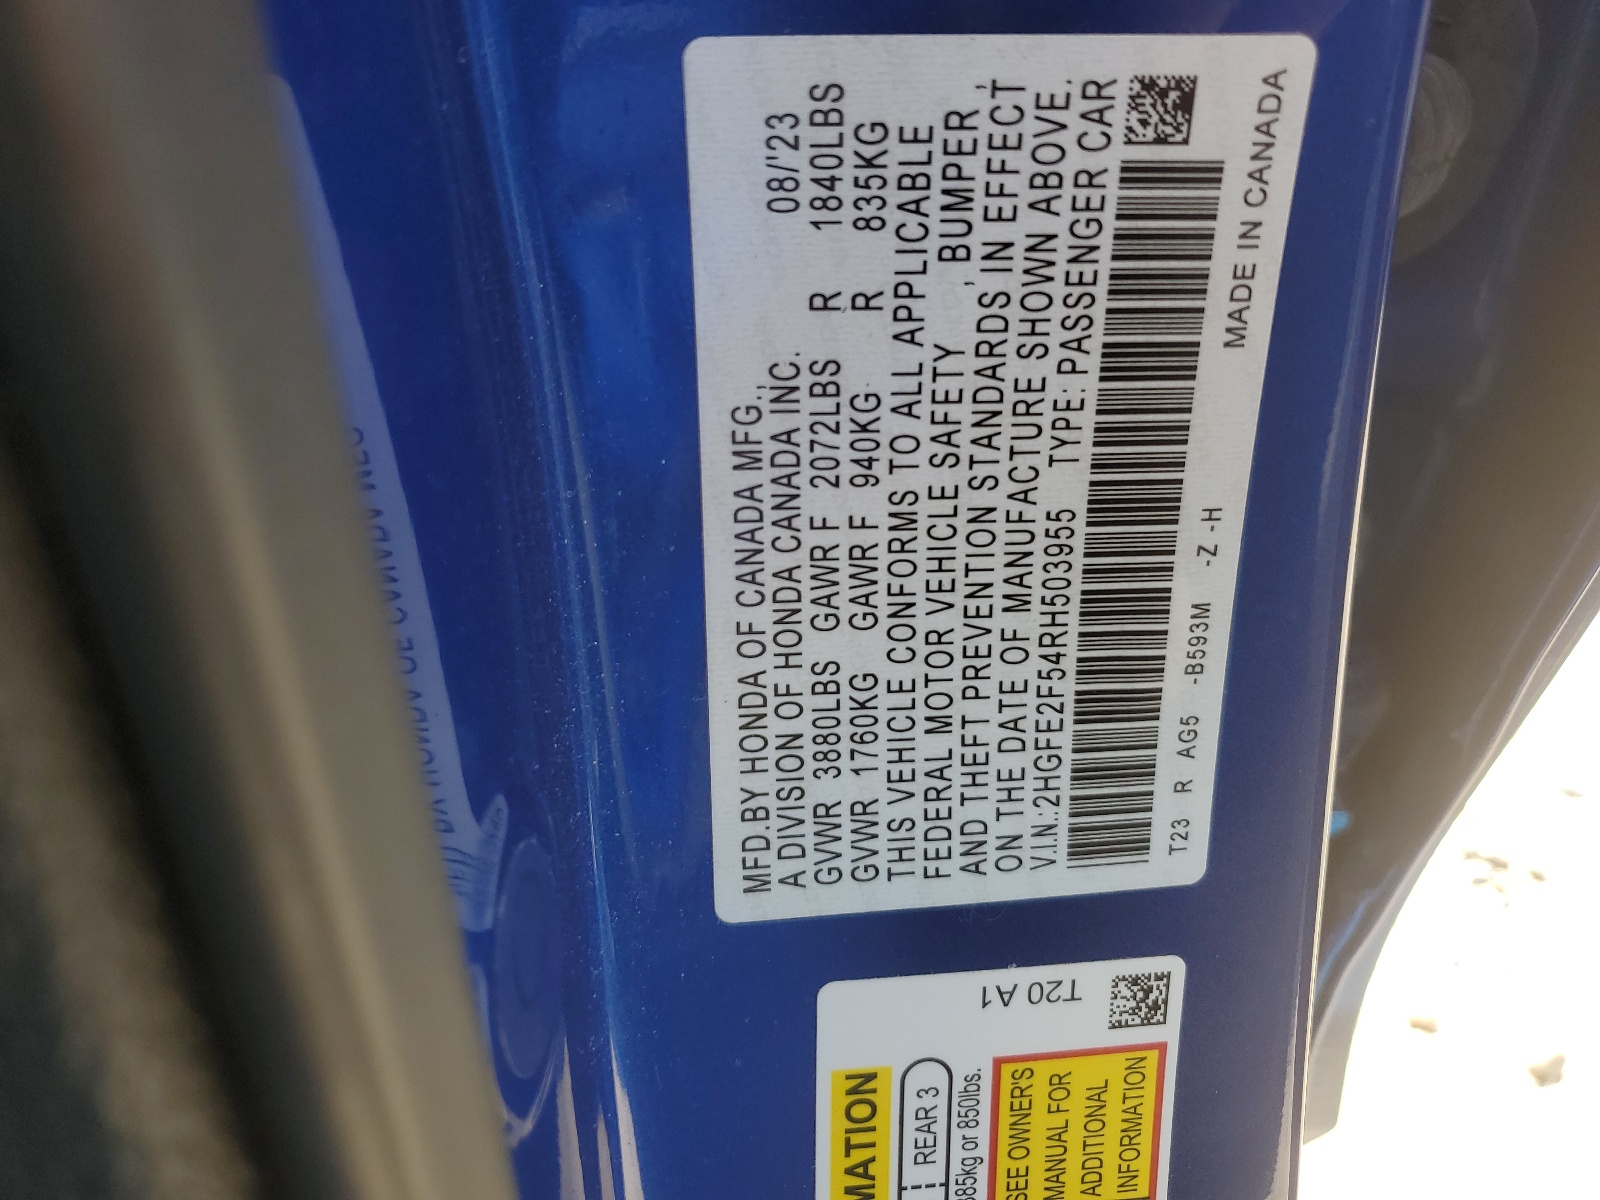 MFD.BY HONDA OF CANADA MFG.,
A DIVISION OF HONDA CANADA INC. 08/'23
GVWR 3880LBS GAWR F 2072LBS R 1840LBS
GVWR 1760KG GAWR F 940KG R 835KG
THIS VEHICLE CONFORMS TO ALL APPLICABLE
FEDERAL MOTOR VEHICLE SAFETY , BUMPER ,
AND THEFT PREVENTION STANDARDS IN EFFECT
ON THE DATE OF MANUFACTURE SHOWN ABOVE.
V.I.N.:2HGFE2F54RH503955 TYPE: PASSENGER CAR
T23 R AG5 -B593M -Z -H MADE IN CANADA
T20 A1
MATION
REAR 3
385kg or 850lbs.
SEE OWNER'S
MANUAL FOR
ADDITIONAL
INFORMATION